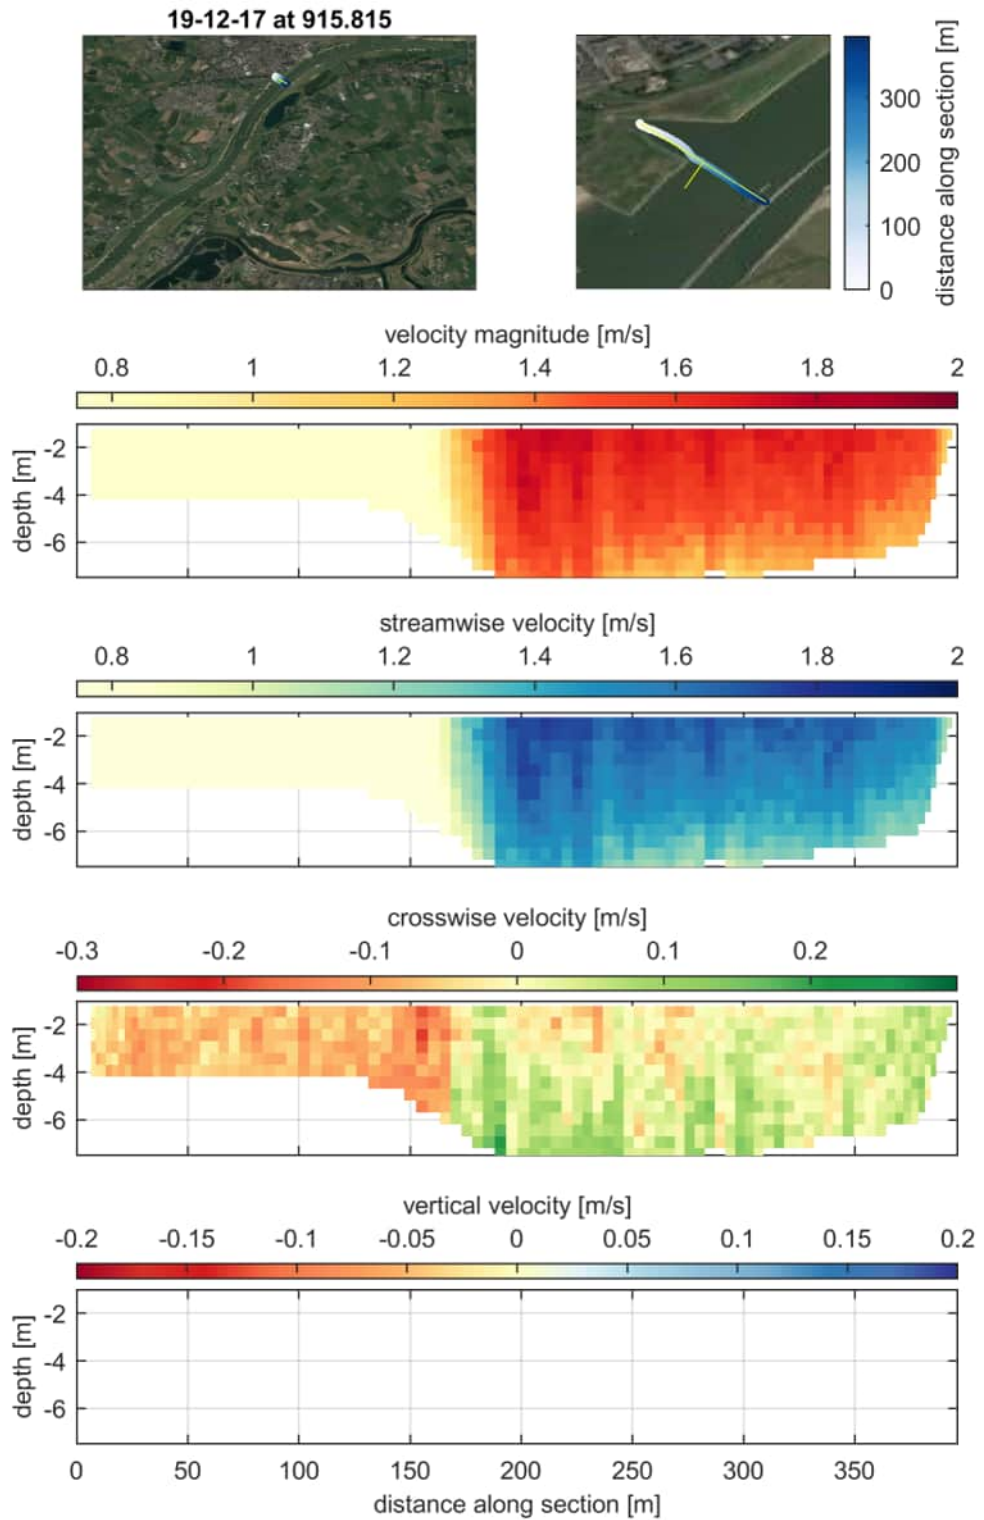 19-12-17 at 915.815
300
200
100
0
distance along section [m]
velocity magnitude [m/s]
0.8 1 1.2 1.4 1.6 1.8 2
-2
-4
-6
depth [m]
streamwise velocity [m/s]
0.8 1 1.2 1.4 1.6 1.8 2
-2
-4
-6
depth [m]
crosswise velocity [m/s]
-0.3 -0.2 -0.1 0 0.1 0.2
-2
-4
-6
depth [m]
vertical velocity [m/s]
-0.2 -0.15 -0.1 -0.05 0 0.05 0.1 0.15 0.2
-2
-4
-6
depth [m]
0 50 100 150 200 250 300 350
distance along section [m]